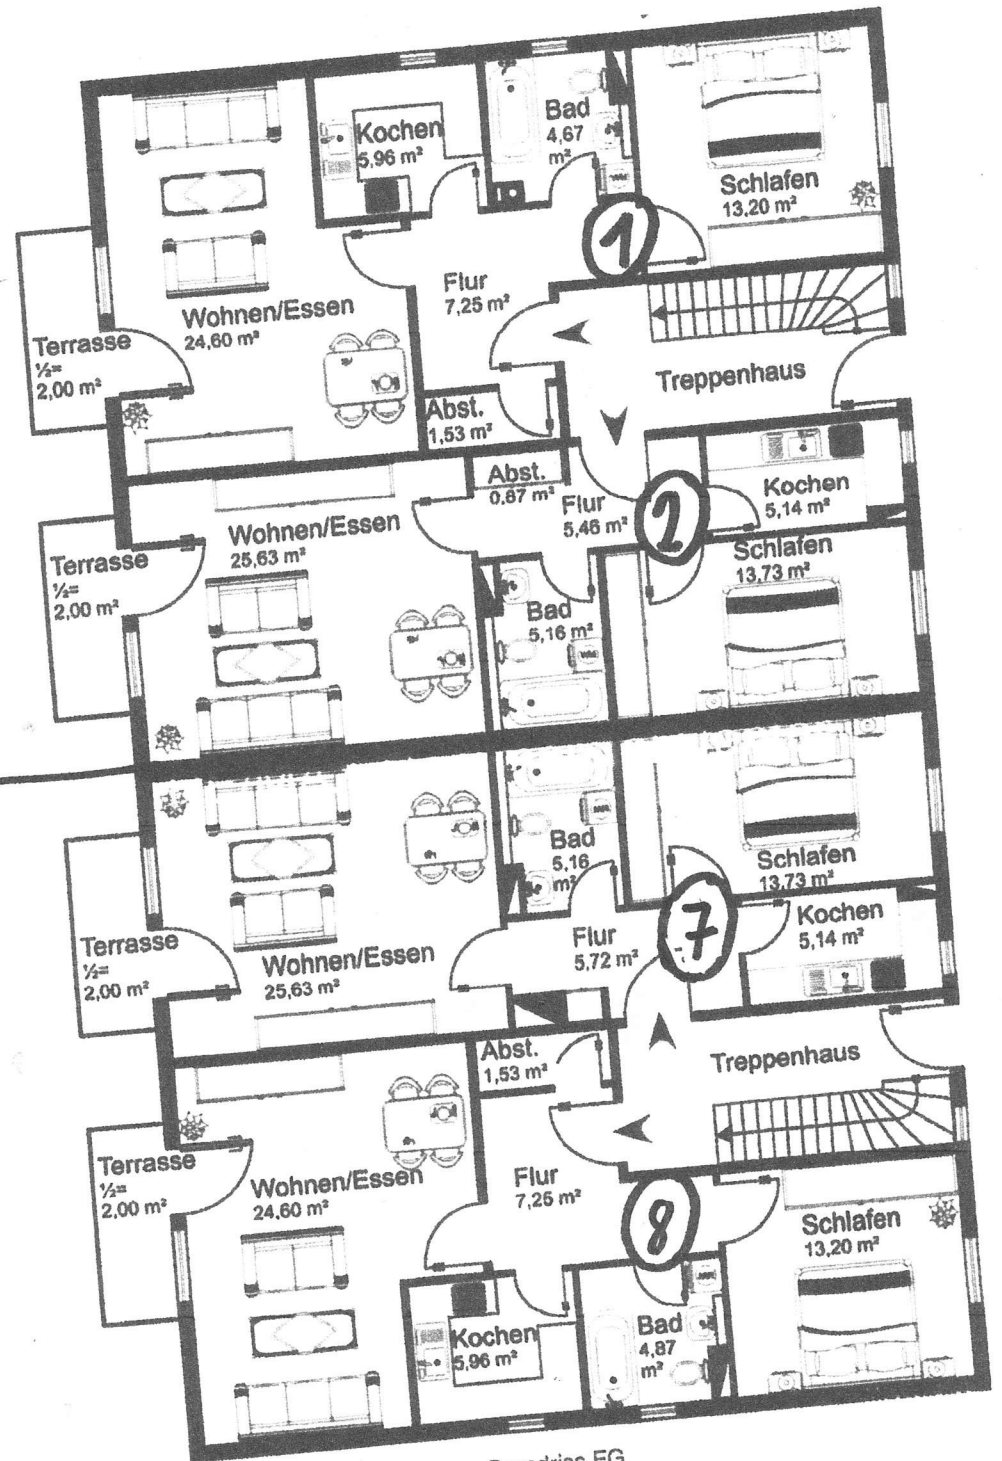 Kochen
5,96 m²
Bad
4,67
m²
Schlafen
13,20 m²
1
Flur
7,25 m²
Wohnen/Essen
24,60 m²
Terrasse
½=
2,00 m²
Treppenhaus
Abst.
1,53 m²
Abst.
0,87 m²
Flur
5,46 m²
2
Kochen
5,14 m²
Wohnen/Essen
25,63 m²
Schlafen
13,73 m²
Terrasse
½=
2,00 m²
Bad
5,16 m²
Bad
5,16
m²
Schlafen
13,73 m²
7
Kochen
5,14 m²
Terrasse
½=
2,00 m²
Wohnen/Essen
25,63 m²
Flur
5,72 m²
Abst.
1,53 m²
Treppenhaus
Terrasse
½=
2,00 m²
Wohnen/Essen
24,60 m²
Flur
7,25 m²
8
Schlafen
13,20 m²
Kochen
5,96 m²
Bad
4,87
m²
EG